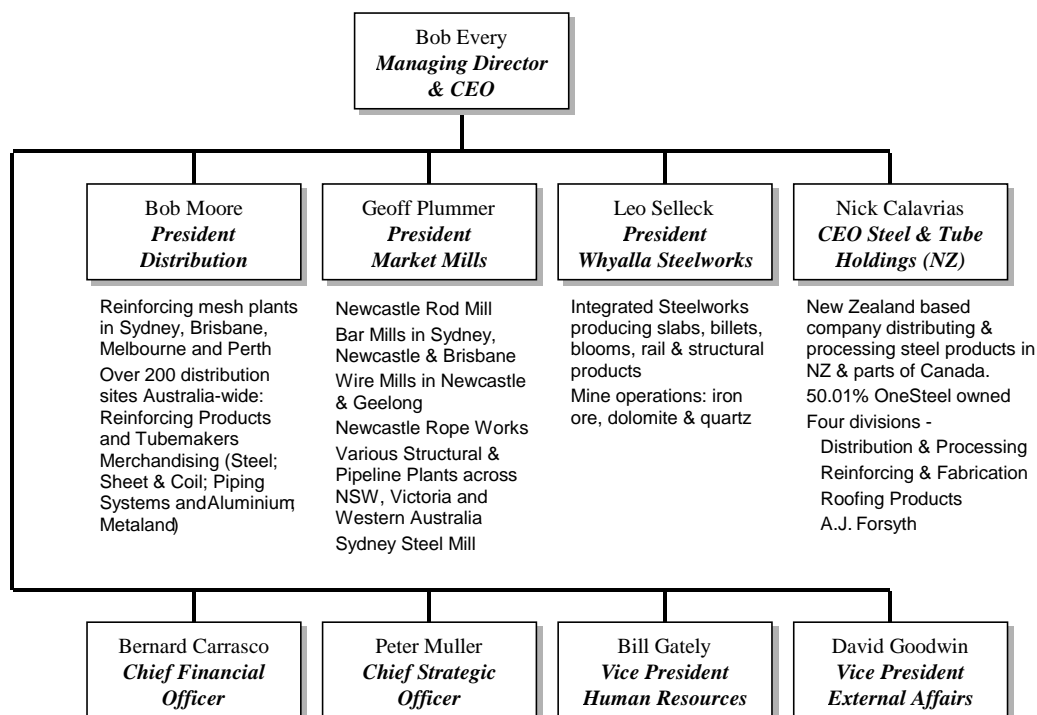 Bob Every
Managing Director
& CEO
Bob Moore
President
Distribution
Reinforcing mesh plants
in Sydney, Brisbane,
Melbourne and Perth
Over 200 distribution
sites Australia-wide:
Reinforcing Products
and Tubemakers
Merchandising (Steel;
Sheet & Coil; Piping
Systems andAluminium;
Metaland)
Geoff Plummer
President
Market Mills
Newcastle Rod Mill
Bar Mills in Sydney,
Newcastle & Brisbane
Wire Mills in Newcastle
& Geelong
Newcastle Rope Works
Various Structural &
Pipeline Plants across
NSW, Victoria and
Western Australia
Sydney Steel Mill
Leo Selleck
President
Whyalla Steelworks
Integrated Steelworks
producing slabs, billets,
blooms, rail & structural
products
Mine operations: iron
ore, dolomite & quartz
Nick Calavrias
CEO Steel & Tube
Holdings (NZ)
New Zealand based
company distributing &
processing steel products in
NZ & parts of Canada.
50.01% OneSteel owned
Four divisions -
Distribution & Processing
Reinforcing & Fabrication
Roofing Products
A.J. Forsyth
Bernard Carrasco
Chief Financial
Officer
Peter Muller
Chief Strategic
Officer
Bill Gately
Vice President
Human Resources
David Goodwin
Vice President
External Affairs